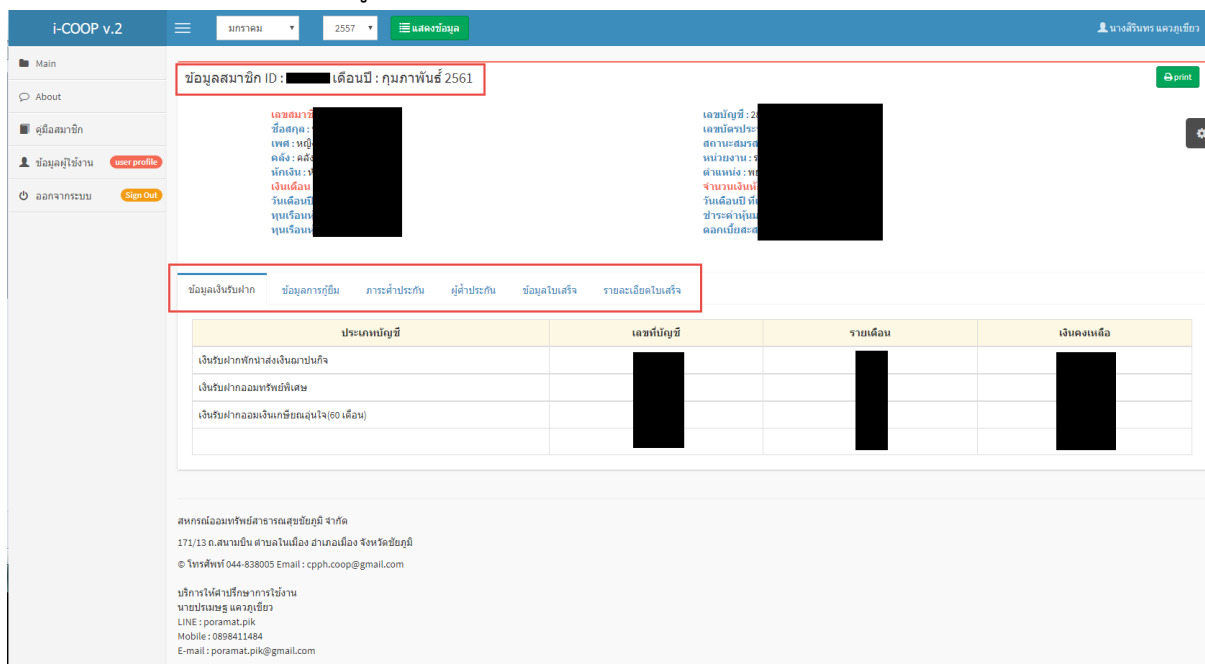 i-COOP v.2
มกราคม 2557 แสดงข้อมูล นางสิรินทร แควภูเขียว
Main
About
คู่มือสมาชิก
ข้อมูลผู้ใช้งาน user profile
ออกจากระบบ Sign Out
ข้อมูลสมาชิก ID : เดือนปี : กุมภาพันธ์ 2561
print
เลขสมาชิ
ชื่อสกุล :
เพศ : หญิ
คลัง : คลัง
หักเงิน :
เงินเดือน
วันเดือนปี
ทุนเรือนห
ทุนเรือนห
เลขบัญชี : 2
เลขบัตรประ
สถานะสมรส
หน่วยงาน :
ตำแหน่ง : พ
จำนวนเงินหั
วันเดือนปี ที่
ชำระค่าหุ้น
ดอกเบี้ยสะส
ข้อมูลเงินรับฝาก ข้อมูลการกู้ยืม ภาระค้ำประกัน ผู้ค้ำประกัน ข้อมูลใบเสร็จ รายละเอียดใบเสร็จ
ประเภทบัญชี เลขที่บัญชี รายเดือน เงินคงเหลือ
เงินรับฝากพักนำส่งเงินฌาปนกิจ
เงินรับฝากออมทรัพย์พิเศษ
เงินรับฝากออมเงินเกษียณอุ่นใจ(60 เดือน)
สหกรณ์ออมทรัพย์สาธารณสุขชัยภูมิ จำกัด
171/13 ถ.สนามบิน ตำบลในเมือง อำเภอเมือง จังหวัดชัยภูมิ
© โทรศัพท์ 044-838005 Email : cpph.coop@gmail.com
บริการให้คำปรึกษาการใช้งาน
นายปรเมษฐ แควภูเขียว
LINE : poramat.pik
Mobile : 0898411484
E-mail : poramat.pik@gmail.com